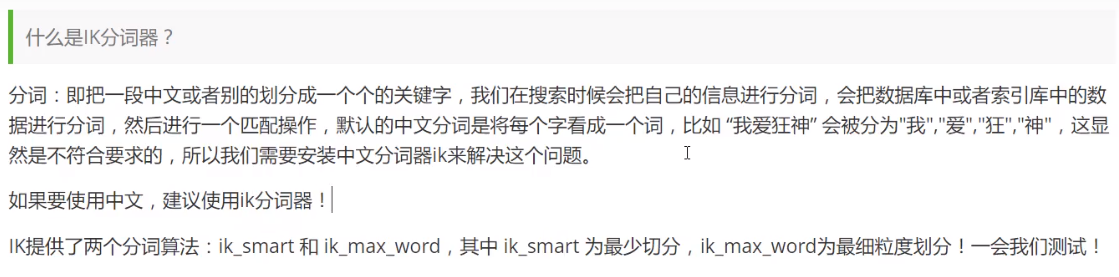 什么是IK分词器？
分词：即把一段中文或者别的划分成一个个的关键字，我们在搜索时候会把自己的信息进行分词，会把数据库中或者索引库中的数
据进行分词，然后进行一个匹配操作，默认的中文分词是将每个字看成一个词，比如 “我爱狂神” 会被分为"我","爱","狂","神"，这显
然是不符合要求的，所以我们需要安装中文分词器ik来解决这个问题。
如果要使用中文，建议使用ik分词器！
IK提供了两个分词算法：ik_smart 和 ik_max_word，其中 ik_smart 为最少切分，ik_max_word为最细粒度划分！一会我们测试！